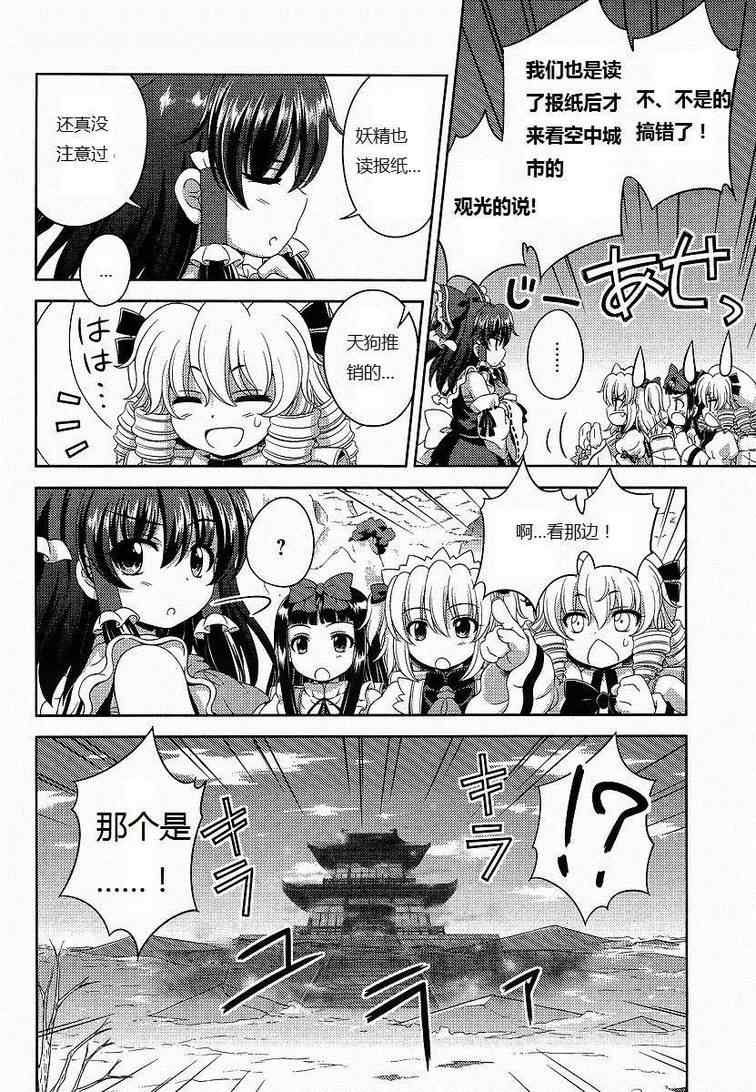 不、不是的
搞错了！
我们也是读
了报纸后才
来看空中城
市的
观光的说!
あせっ
じー
……
妖精也
读报纸…
还真没
注意过
…
天狗推
销的…
はは…
啊…看那边！
？
!?
那个是
……！
キラ
キラ
ユラァ